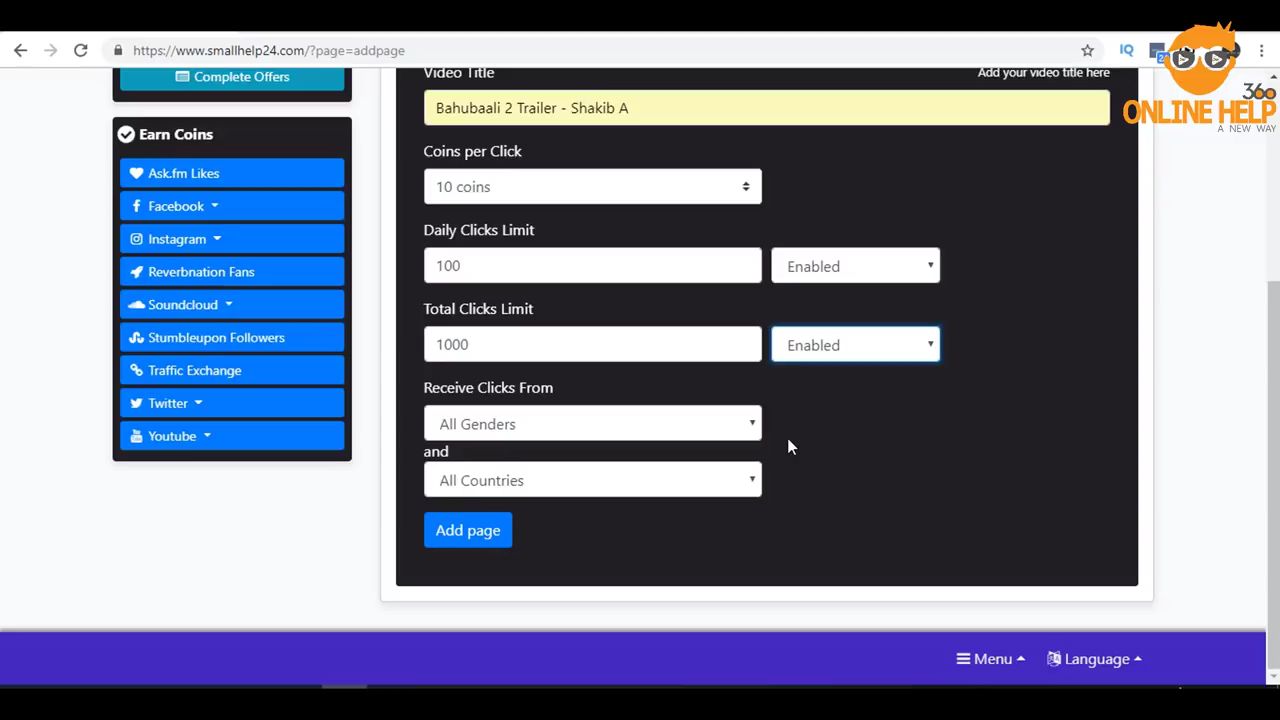 https://www.smallhelp24.com/?page=addpage
IQ
360
ONLINE HELP
A NEW WAY
Complete Offers
Earn Coins
Ask.fm Likes
Facebook
Instagram
Reverbnation Fans
Soundcloud
Stumbleupon Followers
Traffic Exchange
Twitter
Youtube
Video Title
Add your video title here
Bahubaali 2 Trailer - Shakib A
Coins per Click
10 coins
Daily Clicks Limit
100
Enabled
Total Clicks Limit
1000
Enabled
Receive Clicks From
All Genders
and
All Countries
Add page
Menu
Language